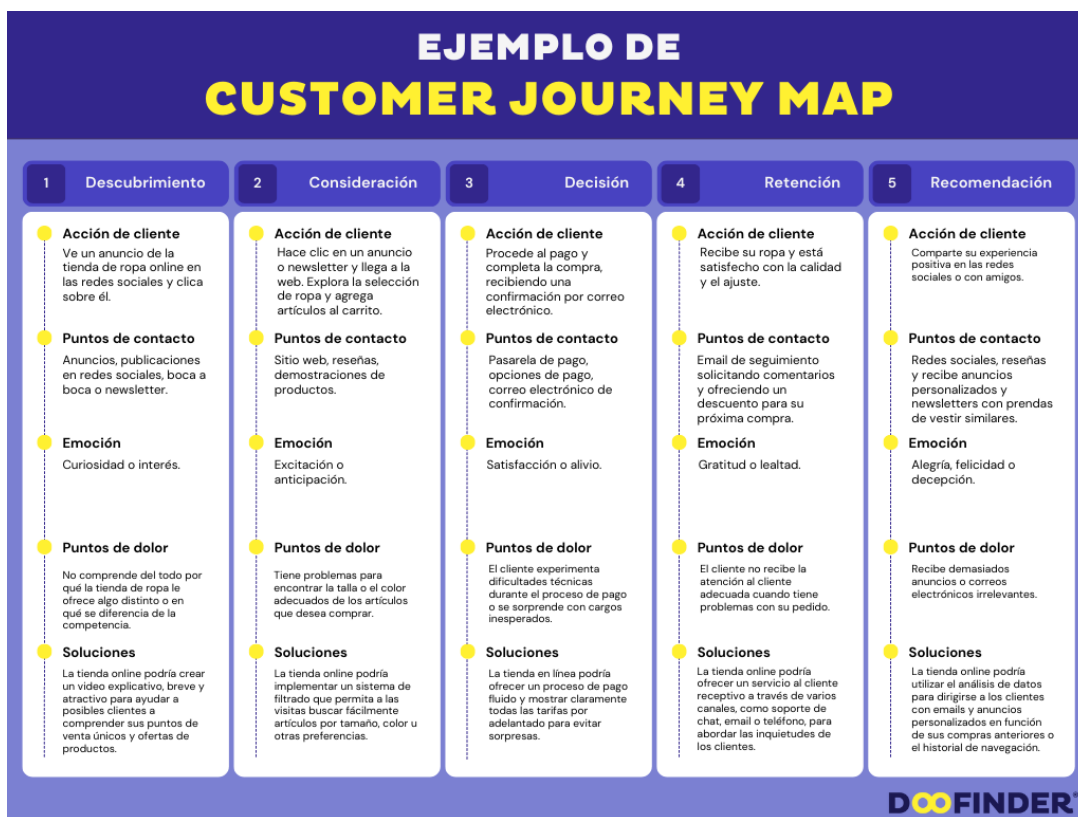 EJEMPLO DE
CUSTOMER JOURNEY MAP
1
Descubrimiento
Acción de cliente
Ve un anuncio de la
tienda de ropa online en
las redes sociales y clica
sobre él.
Puntos de contacto
Anuncios, publicaciones
en redes sociales, boca a
boca o newsletter.
Emoción
Curiosidad o interés.
Puntos de dolor
No comprende del todo por
qué la tienda de ropa le
ofrece algo distinto o en
qué se diferencia de la
competencia.
Soluciones
La tienda online podría crear
un video explicativo, breve y
atractivo para ayudar a
posibles clientes a
comprender sus puntos de
venta únicos y ofertas de
productos.
2
Consideración
Acción de cliente
Hace clic en un anuncio
o newsletter y llega a la
web. Explora la selección
de ropa y agrega
artículos al carrito.
Puntos de contacto
Sitio web, reseñas,
demostraciones de
productos.
Emoción
Excitación o
anticipación.
Puntos de dolor
Tiene problemas para
encontrar la talla o el color
adecuados de los artículos
que desea comprar.
Soluciones
La tienda online podría
implementar un sistema de
filtrado que permita a las
visitas buscar fácilmente
artículos por tamaño, color u
otras preferencias.
3
Decisión
Acción de cliente
Procede al pago y
completa la compra,
recibiendo una
confirmación por correo
electrónico.
Puntos de contacto
Pasarela de pago,
opciones de pago,
correo electrónico de
confirmación.
Emoción
Satisfacción o alivio.
Puntos de dolor
El cliente experimenta
dificultades técnicas
durante el proceso de pago
o se sorprende con cargos
inesperados.
Soluciones
La tienda en línea podría
ofrecer un proceso de pago
fluido y mostrar claramente
todas las tarifas por
adelantado para evitar
sorpresas.
4
Retención
Acción de cliente
Recibe su ropa y está
satisfecho con la calidad
y el ajuste.
Puntos de contacto
Email de seguimiento
solicitando comentarios
y ofreciendo un
descuento para su
próxima compra.
Emoción
Gratitud o lealtad.
Puntos de dolor
El cliente no recibe la
atención al cliente
adecuada cuando tiene
problemas con su pedido.
Soluciones
La tienda online podría
ofrecer un servicio al cliente
receptivo a través de varios
canales, como soporte de
chat, email o teléfono, para
abordar las inquietudes de
los clientes.
5
Recomendación
Acción de cliente
Comparte su experiencia
positiva en las redes
sociales o con amigos.
Puntos de contacto
Redes sociales, reseñas
y recibe anuncios
personalizados y
newsletters con prendas
de vestir similares.
Emoción
Alegría, felicidad o
decepción.
Puntos de dolor
Recibe demasiados
anuncios o correos
electrónicos irrelevantes.
Soluciones
La tienda online podría
utilizar el análisis de datos
para dirigirse a los clientes
con emails y anuncios
personalizados en función
de sus compras anteriores o
el historial de navegación.
DOOFINDER